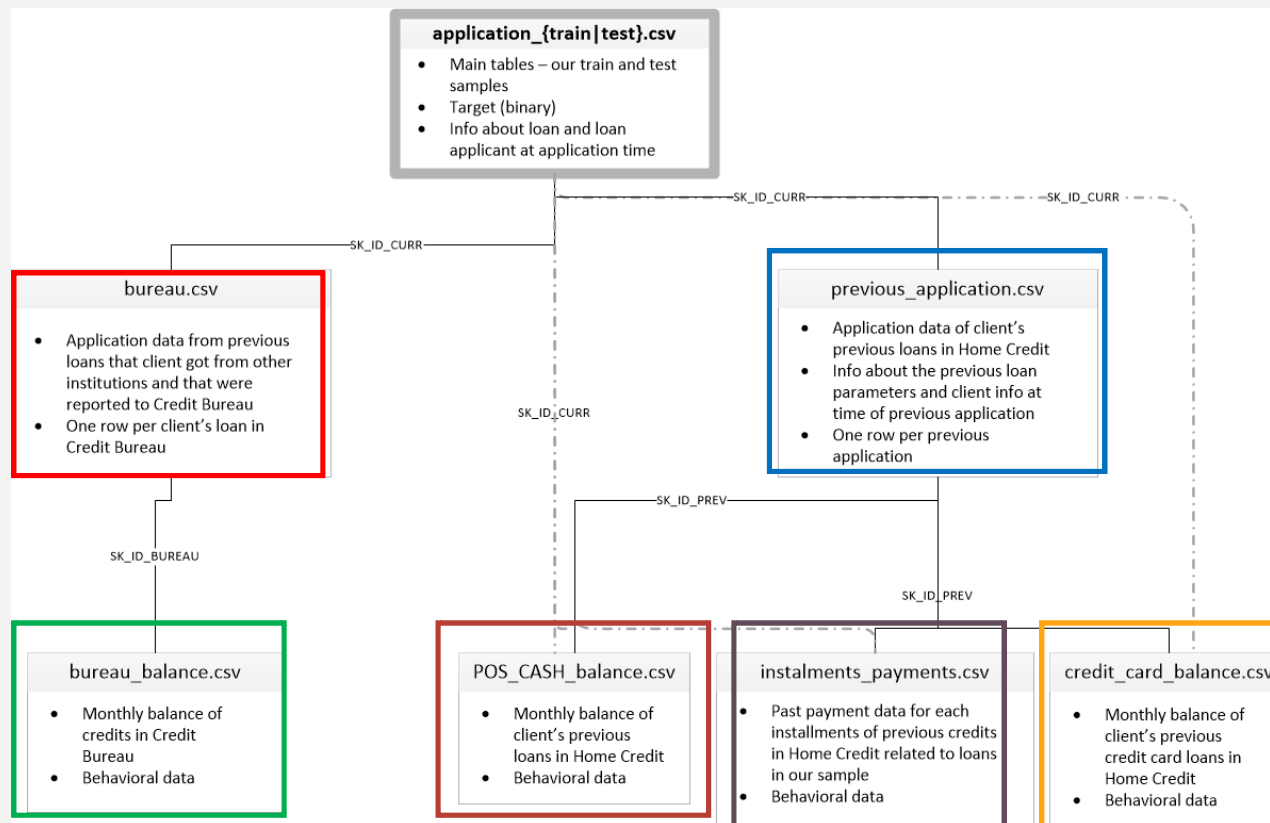 application_{train|test}.csv
• Main tables – our train and test
samples
• Target (binary)
• Info about loan and loan
applicant at application time
SK_ID_CURR
SK_ID_CURR
SK_ID_CURR
bureau.csv
• Application data from previous
loans that client got from other
institutions and that were
reported to Credit Bureau
• One row per client's loan in
Credit Bureau
previous_application.csv
• Application data of client's
previous loans in Home Credit
• Info about the previous loan
parameters and client info at
time of previous application
• One row per previous
application
SK_ID_CURR
SK_ID_PREV
SK_ID_BUREAU
SK_ID_PREV
bureau_balance.csv
• Monthly balance of
credits in Credit
Bureau
• Behavioral data
POS_CASH_balance.csv
• Monthly balance of
client's previous
loans in Home Credit
• Behavioral data
instalments_payments.csv
• Past payment data for each
installments of previous credits
in Home Credit related to loans
in our sample
• Behavioral data
credit_card_balance.csv
• Monthly balance of
client's previous
credit card loans in
Home Credit
• Behavioral data